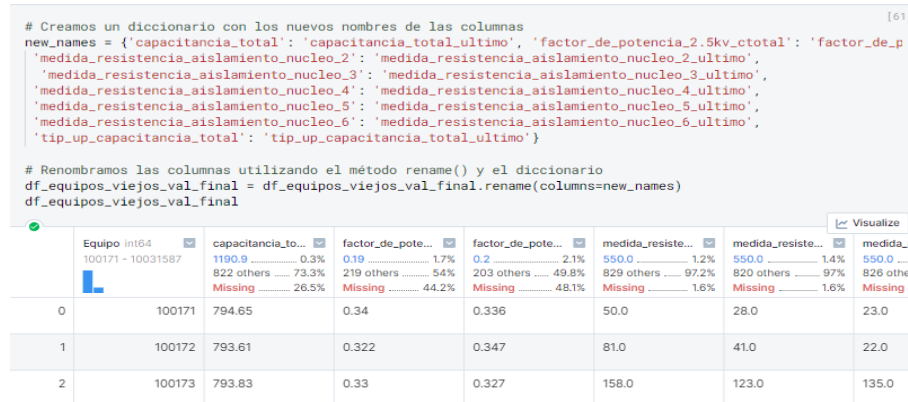 [61
# Creamos un diccionario con los nuevos nombres de las columnas
new_names = {'capacitancia_total': 'capacitancia_total_ultimo', 'factor_de_potencia_2.5kv_ctotal': 'factor_de_p
'medida_resistencia_aislamiento_nucleo_2': 'medida_resistencia_aislamiento_nucleo_2_ultimo',
'medida_resistencia_aislamiento_nucleo_3': 'medida_resistencia_aislamiento_nucleo_3_ultimo',
'medida_resistencia_aislamiento_nucleo_4': 'medida_resistencia_aislamiento_nucleo_4_ultimo',
'medida_resistencia_aislamiento_nucleo_5': 'medida_resistencia_aislamiento_nucleo_5_ultimo',
'medida_resistencia_aislamiento_nucleo_6': 'medida_resistencia_aislamiento_nucleo_6_ultimo',
'tip_up_capacitancia_total': 'tip_up_capacitancia_total_ultimo'}
# Renombramos las columnas utilizando el método rename() y el diccionario
df_equipos_viejos_val_final = df_equipos_viejos_val_final.rename(columns=new_names)
df_equipos_viejos_val_final
Visualize
Equipo int64 capacitancia_to... factor_de_pote... factor_de_pote... medida_resiste... medida_resiste... medida_
100171 - 10031587 1190.9 0.3% 0.19 1.7% 0.2 2.1% 550.0 1.2% 550.0 1.4% 550.0
822 others 73.3% 219 others 54% 203 others 49.8% 829 others 97.2% 820 others 97% 826 othe
Missing 26.5% Missing 44.2% Missing 48.1% Missing 1.6% Missing 1.6% Missing
0 100171 794.65 0.34 0.336 50.0 28.0 23.0
1 100172 793.61 0.322 0.347 81.0 41.0 22.0
2 100173 793.83 0.33 0.327 158.0 123.0 135.0